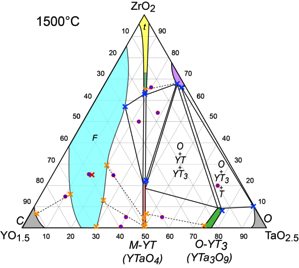 ZrO2
1500°C
t
10 90
20 80
30 70
40 60
50 50
60 40
F
O
+
YT
+
YT3
O
+
YT3
+
T
70 30
80 20
90 10
C
O
YO1.5 10 20 30 40 50 60 70 80 90 TaO2.5
M-YT O-YT3
(YTaO4) (YTa3O9)